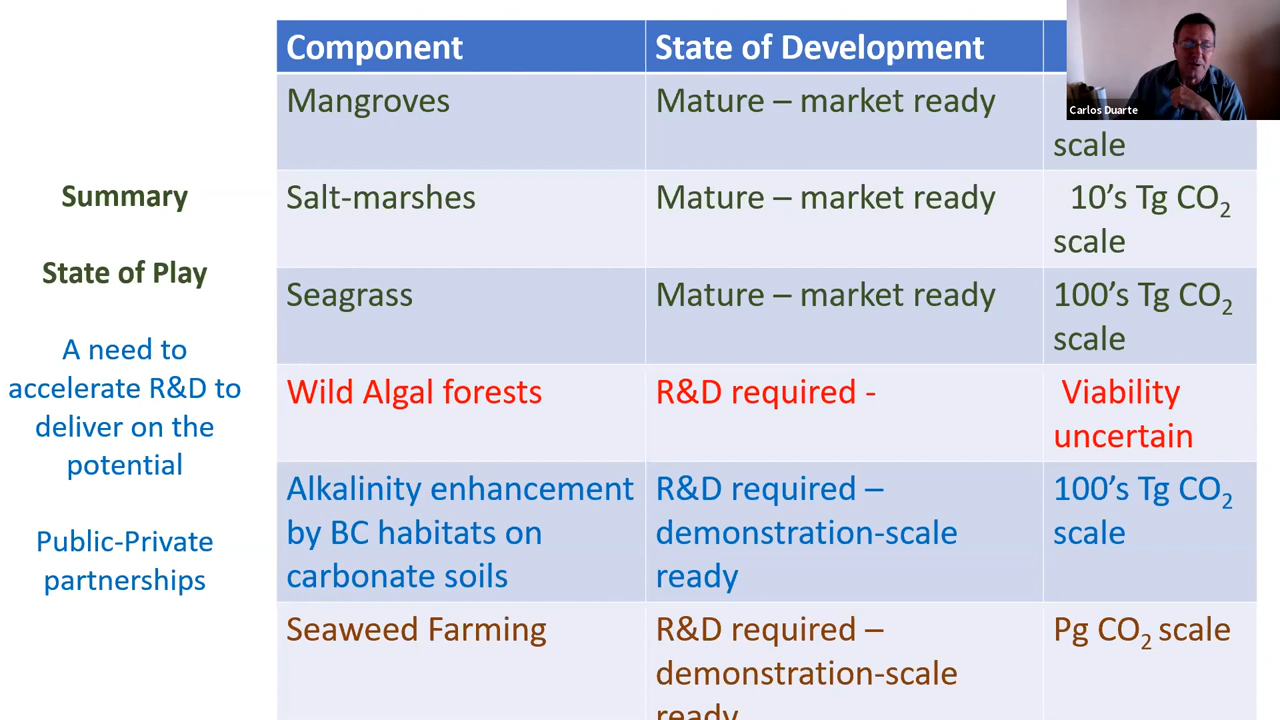 Component
State of Development
Carlos Duarte
Mangroves
Mature – market ready
scale
Summary
Salt-marshes
Mature – market ready
10’s Tg CO₂
scale
State of Play
Seagrass
Mature – market ready
100’s Tg CO₂
scale
A need to
accelerate R&D to
deliver on the
potential
Wild Algal forests
R&D required -
Viability
uncertain
Alkalinity enhancement
by BC habitats on
carbonate soils
R&D required –
demonstration-scale
ready
100’s Tg CO₂
scale
Public-Private
partnerships
Seaweed Farming
R&D required –
demonstration-scale
ready
Pg CO₂ scale